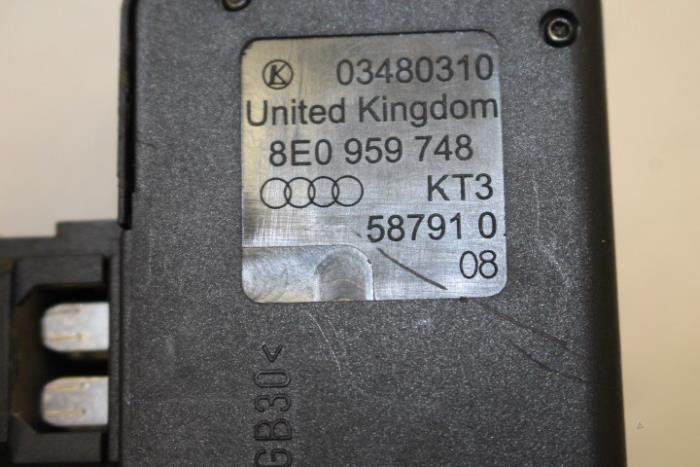 K 03480310
United Kingdom
8E0 959 748
KT3
58791 0
08
GB30<